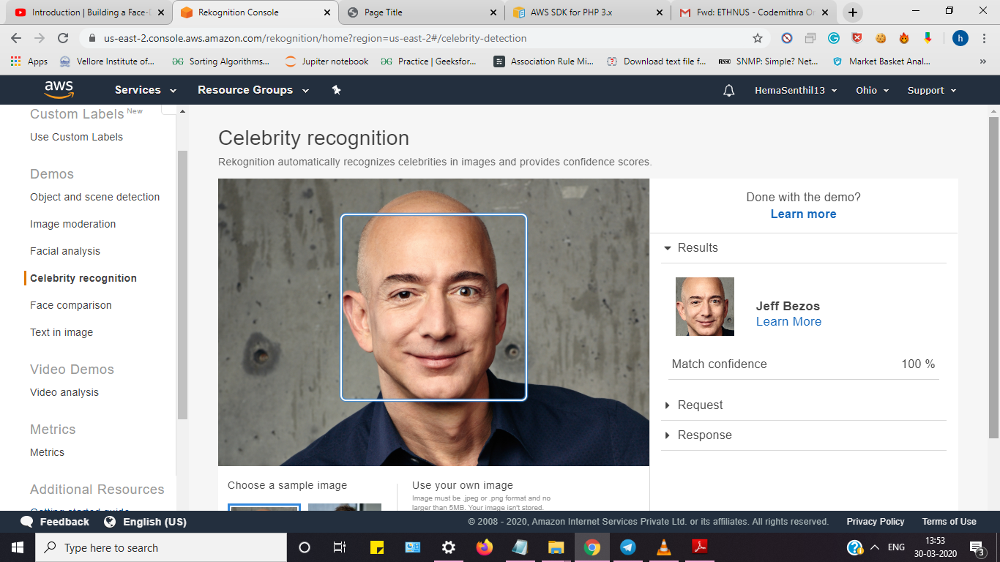 Introduction | Building a Face-D
Rekognition Console
Page Title
AWS SDK for PHP 3.x
Fwd: ETHNUS - Codemithra On
us-east-2.console.aws.amazon.com/rekognition/home?region=us-east-2#/celebrity-detection
h
Apps
Vellore Institute of...
Sorting Algorithms...
Jupiter notebook
Practice | Geeksfor...
Association Rule Mi...
Download text file f...
SNMP: Simple? Net...
Market Basket Anal...
»
aws
Services
Resource Groups
HemaSenthil13
Ohio
Support
Custom Labels New
Use Custom Labels
Demos
Object and scene detection
Image moderation
Facial analysis
Celebrity recognition
Face comparison
Text in image
Video Demos
Video analysis
Metrics
Metrics
Additional Resources
Getting started guide
Celebrity recognition
Rekognition automatically recognizes celebrities in images and provides confidence scores.
Choose a sample image
Use your own image
Image must be .jpeg or .png format and no
larger than 5MB. Your image isn't stored.
Done with the demo?
Learn more
Results
Jeff Bezos
Learn More
Match confidence 100 %
Request
Response
Feedback
English (US)
© 2008 - 2020, Amazon Internet Services Private Ltd. or its affiliates. All rights reserved.
Privacy Policy
Terms of Use
Type here to search
ENG
13:53
30-03-2020
3